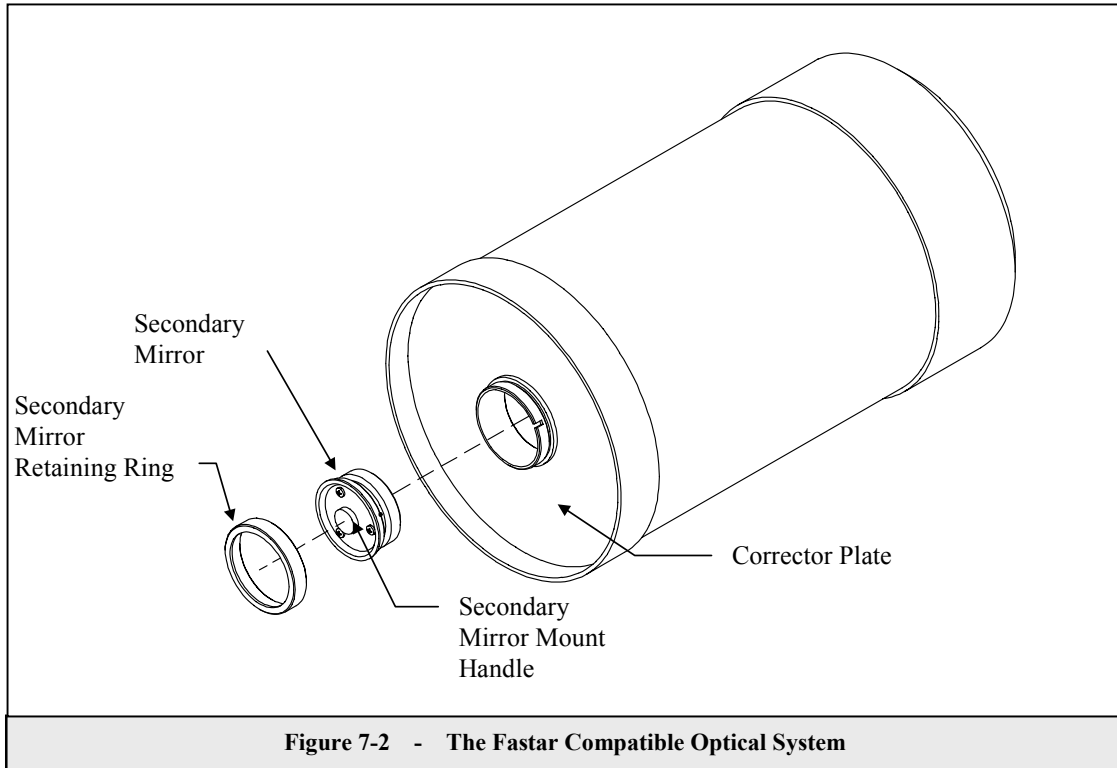 Secondary
Mirror
Secondary
Mirror
Retaining Ring
Corrector Plate
Secondary
Mirror Mount
Handle
Figure 7-2 - The Fastar Compatible Optical System